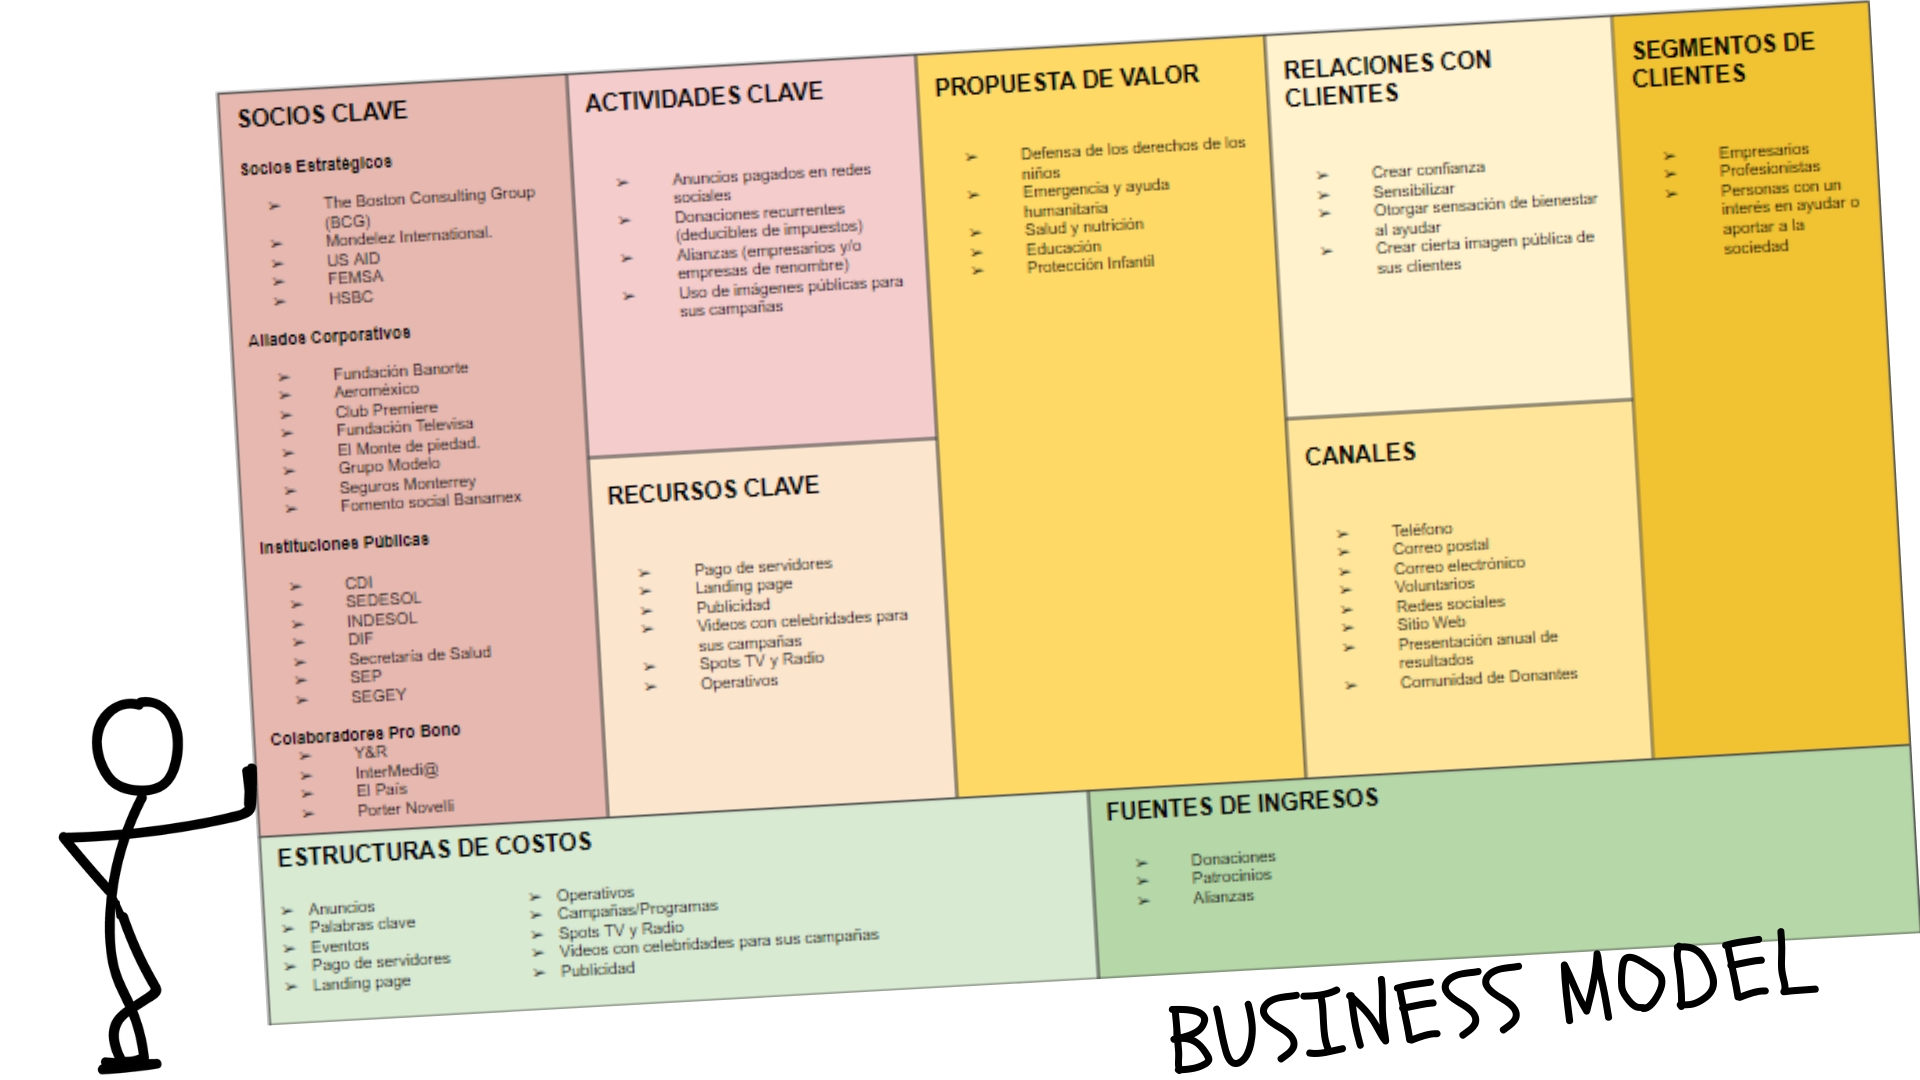 SOCIOS CLAVE
Socios Estratégicos
➢ The Boston Consulting Group
(BCG)
➢ Mondelez International.
➢ US AID
➢ FEMSA
➢ HSBC
Aliados Corporativos
➢ Fundación Banorte
➢ Aeroméxico
➢ Club Premiere
➢ Fundación Televisa
➢ El Monte de piedad.
➢ Grupo Modelo
➢ Seguros Monterrey
➢ Fomento social Banamex
Instituciones Públicas
➢ CDI
➢ SEDESOL
➢ INDESOL
➢ DIF
➢ Secretaría de Salud
➢ SEP
➢ SEGEY
Colaboradores Pro Bono
➢ Y&R
➢ InterMedi@
➢ El País
➢ Porter Novelli
ACTIVIDADES CLAVE
➢ Anuncios pagados en redes
sociales
➢ Donaciones recurrentes
(deducibles de impuestos)
➢ Alianzas (empresarios y/o
empresas de renombre)
➢ Uso de imágenes públicas para
sus campañas
RECURSOS CLAVE
➢ Pago de servidores
➢ Landing page
➢ Publicidad
➢ Videos con celebridades para
sus campañas
➢ Spots TV y Radio
➢ Operativos
PROPUESTA DE VALOR
➢ Defensa de los derechos de los
niños
➢ Emergencia y ayuda
humanitaria
➢ Salud y nutrición
➢ Educación
➢ Protección Infantil
RELACIONES CON
CLIENTES
➢ Crear confianza
➢ Sensibilizar
➢ Otorgar sensación de bienestar
al ayudar
➢ Crear cierta imagen pública de
sus clientes
CANALES
➢ Teléfono
➢ Correo postal
➢ Correo electrónico
➢ Voluntarios
➢ Redes sociales
➢ Sitio Web
➢ Presentación anual de
resultados
➢ Comunidad de Donantes
SEGMENTOS DE
CLIENTES
➢ Empresarios
➢ Profesionistas
➢ Personas con un
interés en ayudar o
aportar a la
sociedad
ESTRUCTURAS DE COSTOS
➢ Anuncios
➢ Palabras clave
➢ Eventos
➢ Pago de servidores
➢ Landing page
➢ Operativos
➢ Campañas/Programas
➢ Spots TV y Radio
➢ Videos con celebridades para sus campañas
➢ Publicidad
FUENTES DE INGRESOS
➢ Donaciones
➢ Patrocinios
➢ Alianzas
BUSINESS MODEL